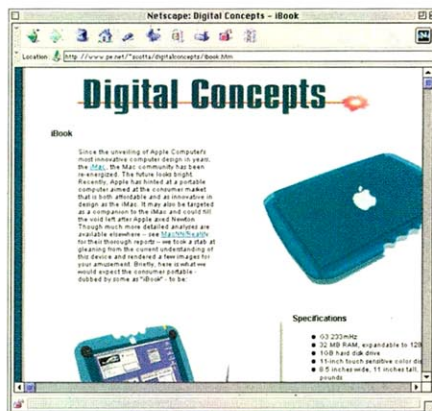 Netscape: Digital Concepts – iBook
Location: http://www.pe.net/~scotta/digitalconcepts/ibook.htm
Digital Concepts
iBook
Since the unveiling of Apple Computer's
most innovative computer design in years,
the iMac, the Mac community has been
re-energized. The future looks bright.
Recently, Apple has hinted at a portable
computer aimed at the consumer market
that is both affordable and as innovative in
design as the iMac. It may also be targeted
as a companion to the iMac and could fill
the void left after Apple axed Newton.
Though much more detailed analyses are
available elsewhere – see
for their thorough reports – we took a stab at
gleaning from the current understanding of
this device and rendered a few images for
your amusement. Briefly, here is what we
would expect the consumer portable -
dubbed by some as "iBook" - to be:
Specifications
G3 233mHz
32 MB RAM, expandable to 128
1GB hard disk drive
11-inch touch sensitive color dis
8.5 inches wide, 11 inches tall,
pounds